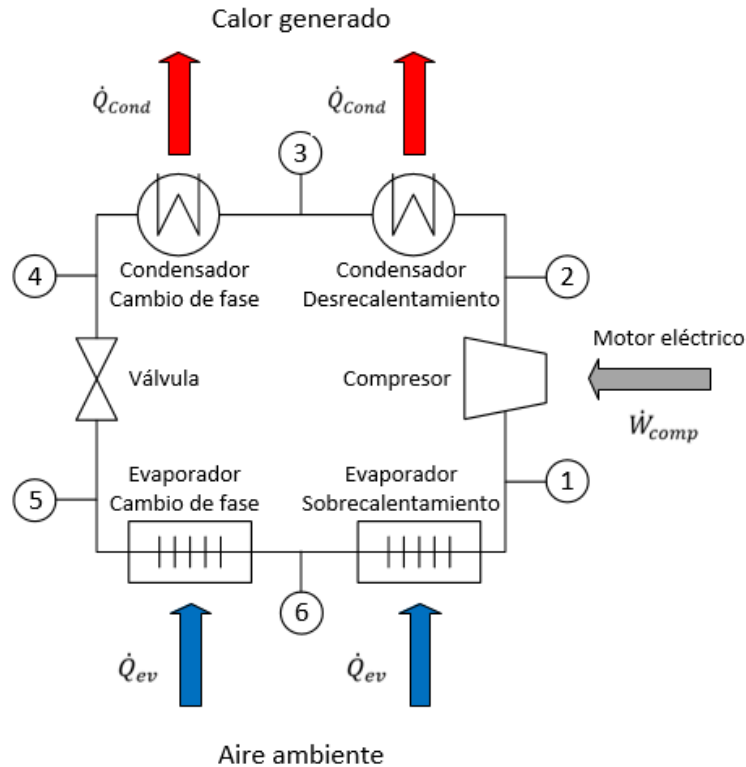 Calor generado
Q̇Cond
Q̇Cond
3
4
Condensador
Cambio de fase
Condensador
Desrecalentamiento
2
Motor eléctrico
Válvula
Compresor
Ẇcomp
5
Evaporador
Cambio de fase
Evaporador
Sobrecalentamiento
1
6
Q̇ev
Q̇ev
Aire ambiente